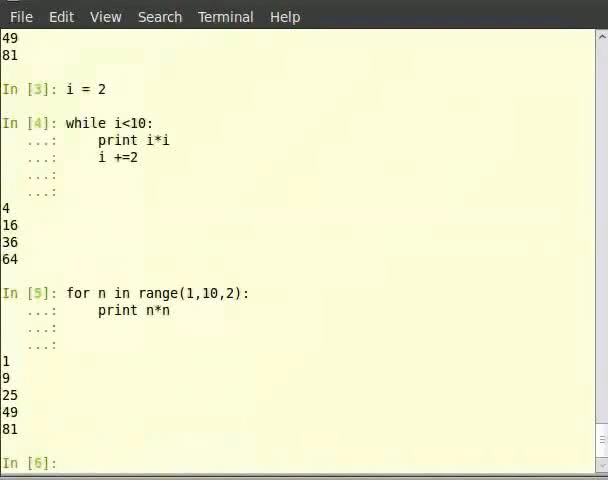 File Edit View Search Terminal Help
49
81
In [3]: i = 2
In [4]: while i<10:
   ...:     print i*i
   ...:     i +=2
   ...:
   ...:
4
16
36
64
In [5]: for n in range(1,10,2):
   ...:     print n*n
   ...:
   ...:
1
9
25
49
81
In [6]: